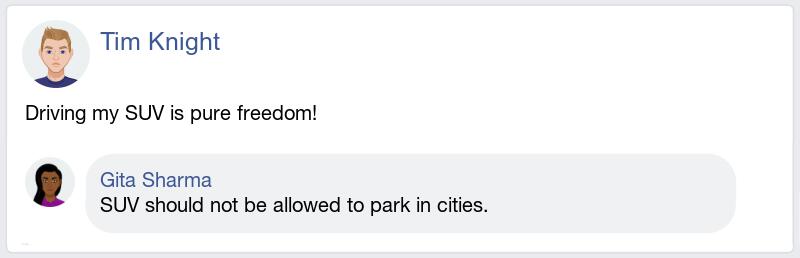 Tim Knight
Driving my SUV is pure freedom!
Gita Sharma
SUV should not be allowed to park in cities.